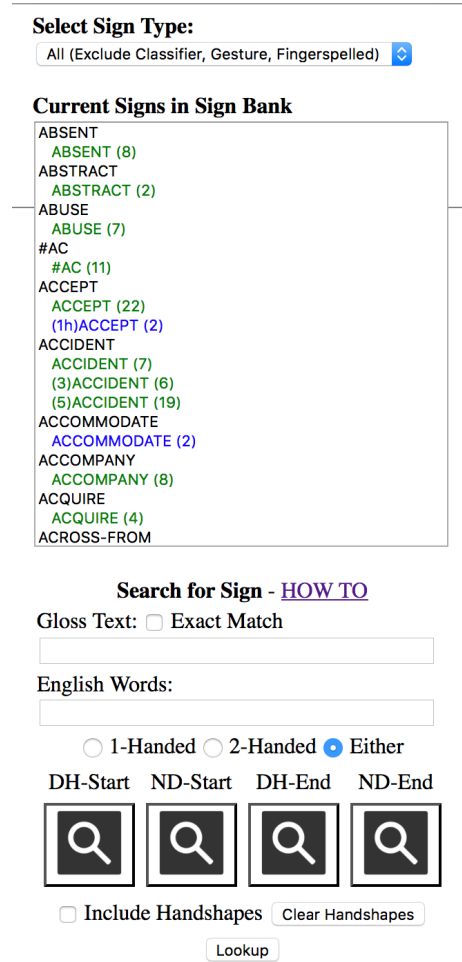 Select Sign Type:
All (Exclude Classifier, Gesture, Fingerspelled)
Current Signs in Sign Bank
ABSENT
ABSENT (8)
ABSTRACT
ABSTRACT (2)
ABUSE
ABUSE (7)
#AC
#AC (11)
ACCEPT
ACCEPT (22)
(1h)ACCEPT (2)
ACCIDENT
ACCIDENT (7)
(3)ACCIDENT (6)
(5)ACCIDENT (19)
ACCOMMODATE
ACCOMMODATE (2)
ACCOMPANY
ACCOMPANY (8)
ACQUIRE
ACQUIRE (4)
ACROSS-FROM
Search for Sign - HOW TO
Gloss Text: Exact Match
English Words:
1-Handed 2-Handed Either
DH-Start ND-Start DH-End ND-End
Include Handshapes Clear Handshapes
Lookup